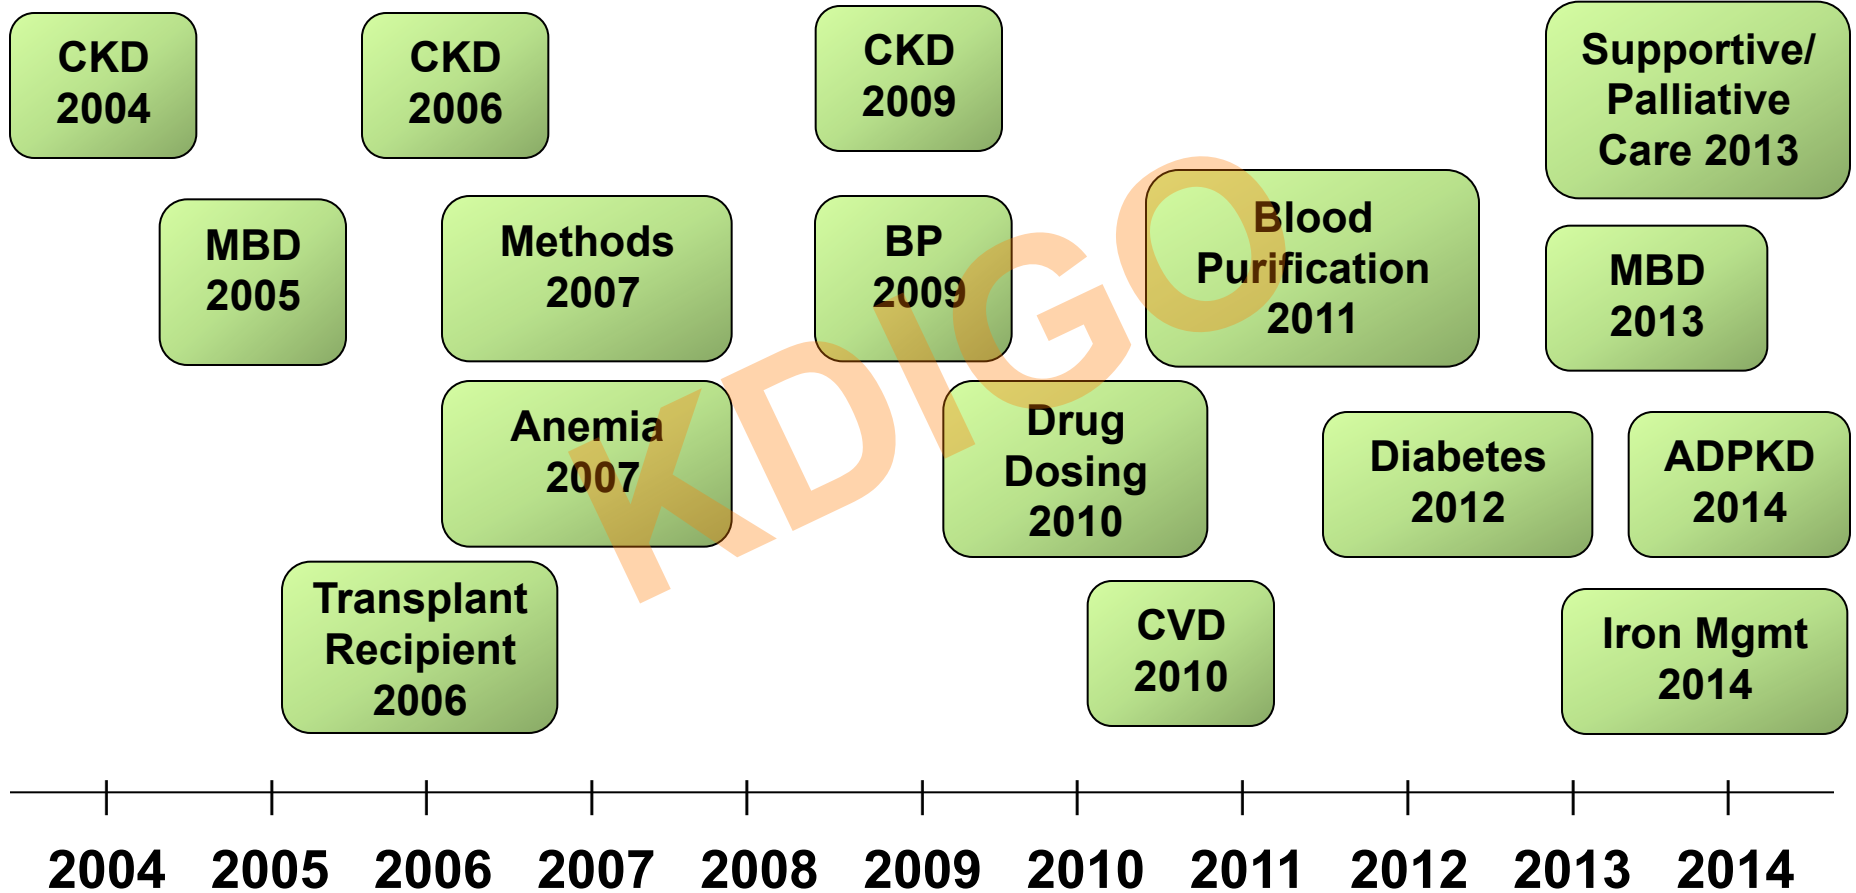 CKD
2004
CKD
2006
CKD
2009
Supportive/
Palliative
Care 2013
MBD
2005
Methods
2007
BP
2009
Blood
Purification
2011
MBD
2013
Anemia
2007
Drug
Dosing
2010
Diabetes
2012
ADPKD
2014
Transplant
Recipient
2006
CVD
2010
Iron Mgmt
2014
KDIGO
2004 2005 2006 2007 2008 2009 2010 2011 2012 2013 2014